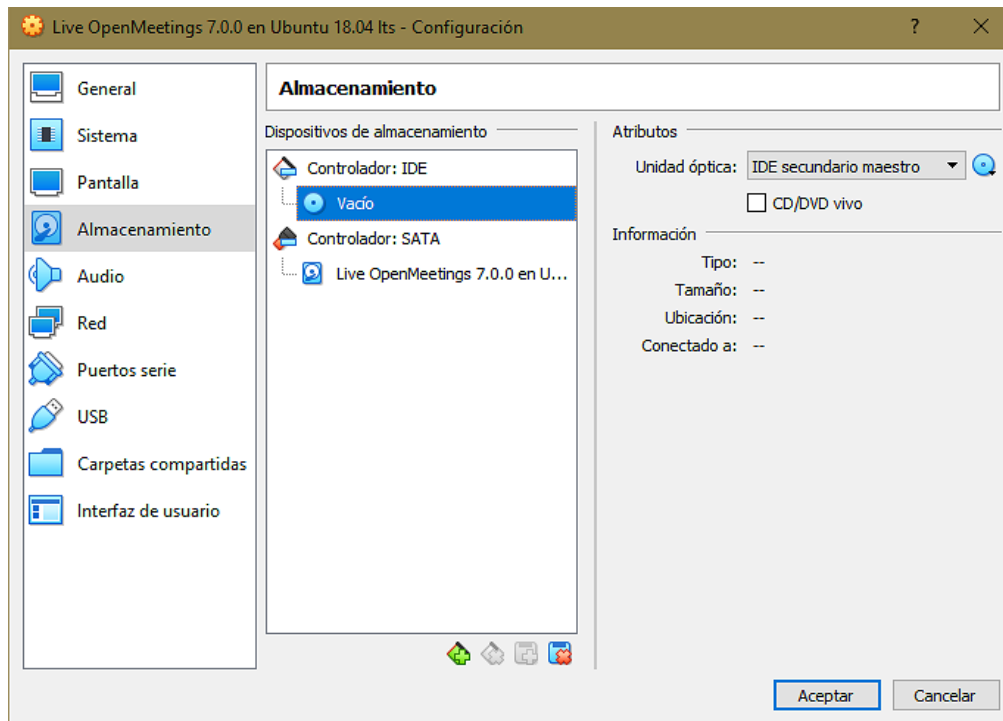 Live OpenMeetings 7.0.0 en Ubuntu 18.04 lts - Configuración
?
General
Sistema
Pantalla
Almacenamiento
Audio
Red
Puertos serie
USB
Carpetas compartidas
Interfaz de usuario
Almacenamiento
Dispositivos de almacenamiento
Controlador: IDE
Vacío
Controlador: SATA
Live OpenMeetings 7.0.0 en U...
Atributos
Unidad óptica: IDE secundario maestro
CD/DVD vivo
Información
Tipo: --
Tamaño: --
Ubicación: --
Conectado a: --
Aceptar
Cancelar